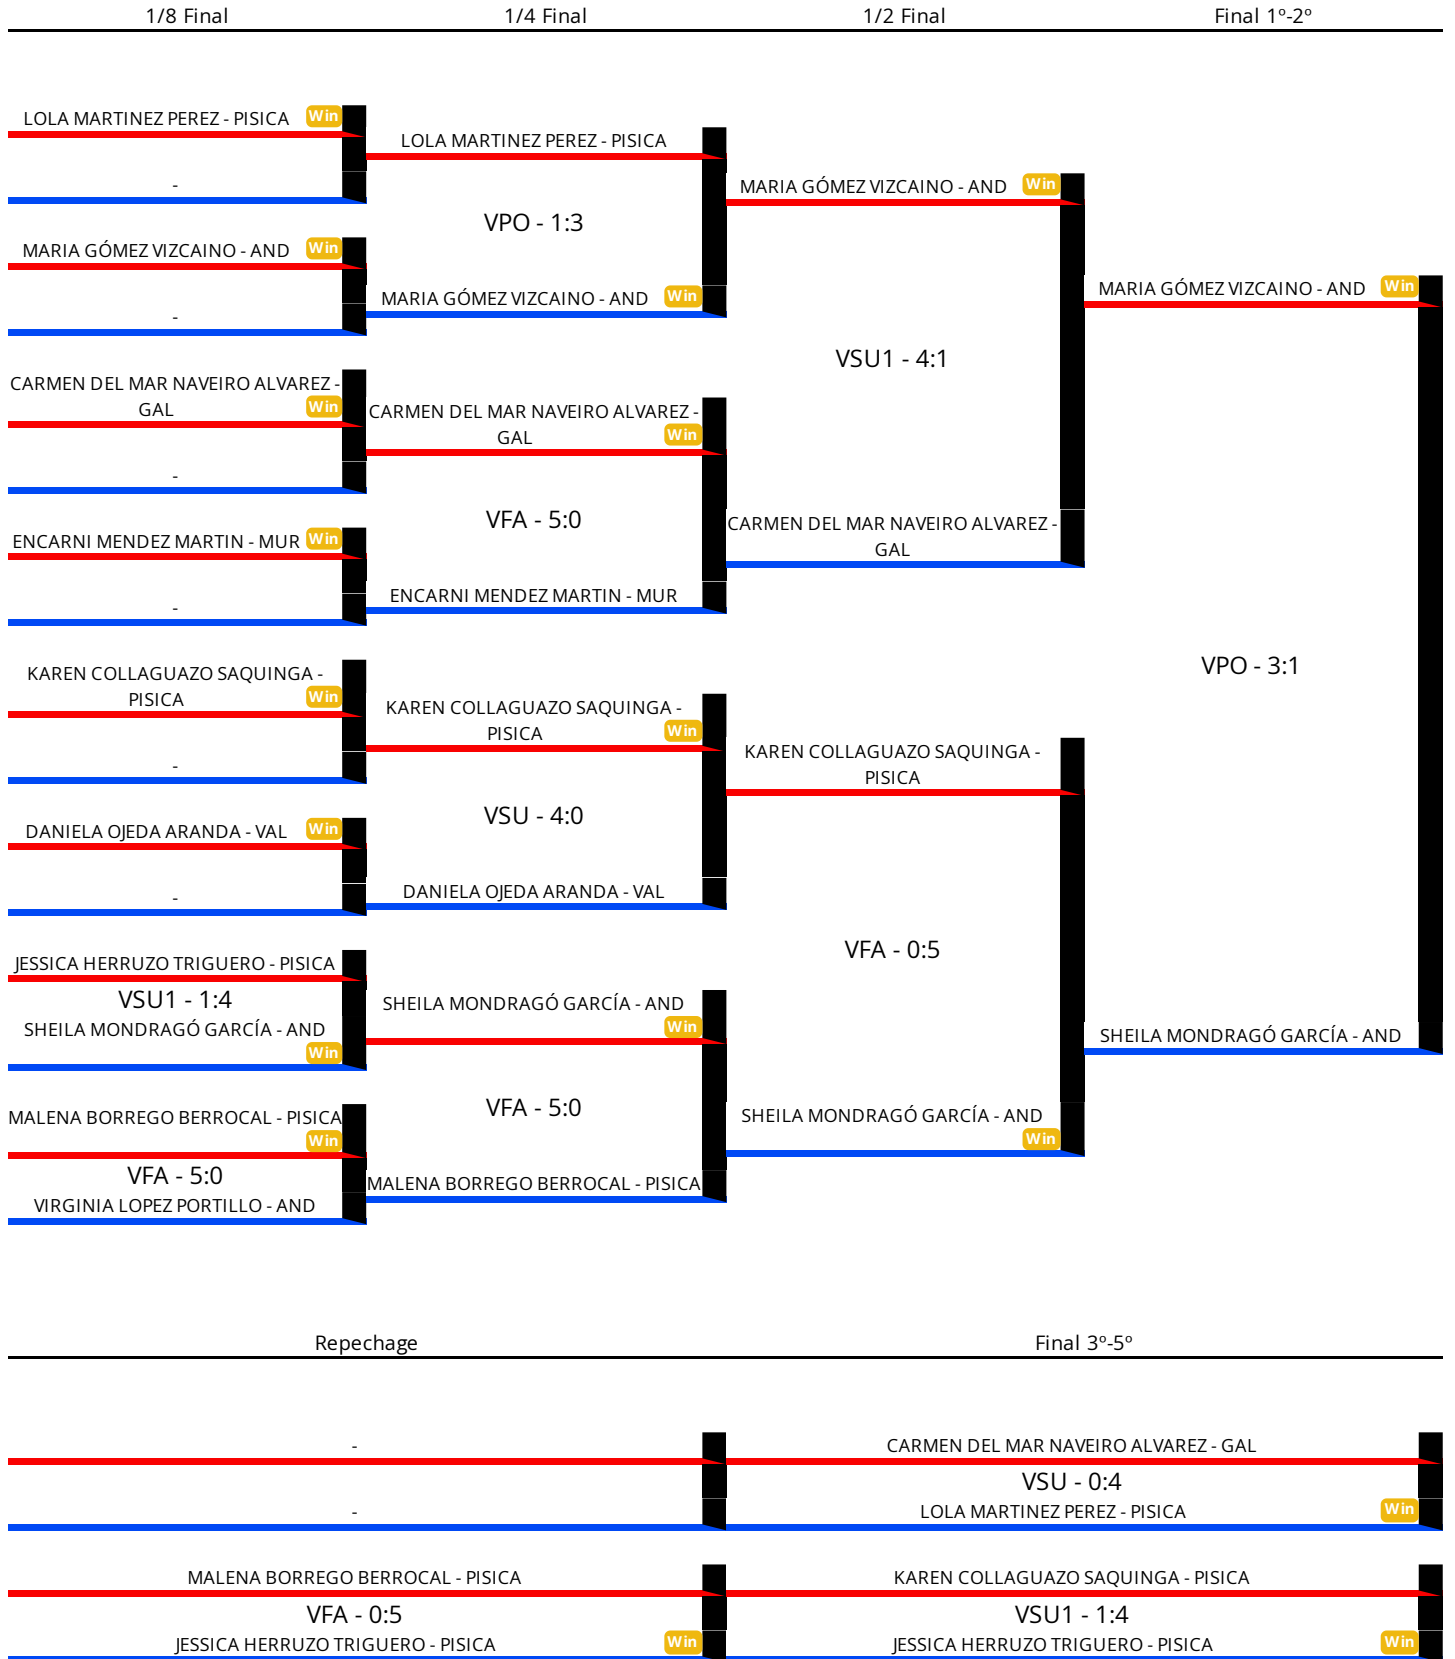 1/8 Final
1/4 Final
1/2 Final
Final 1º-2º
LOLA MARTINEZ PEREZ - PISICA
Win
-
MARIA GÓMEZ VIZCAINO - AND
Win
-
CARMEN DEL MAR NAVEIRO ALVAREZ -
GAL
Win
-
ENCARNI MENDEZ MARTIN - MUR
Win
-
KAREN COLLAGUAZO SAQUINGA -
PISICA
Win
-
DANIELA OJEDA ARANDA - VAL
Win
-
JESSICA HERRUZO TRIGUERO - PISICA
VSU1 - 1:4
SHEILA MONDRAGÓ GARCÍA - AND
Win
MALENA BORREGO BERROCAL - PISICA
Win
VFA - 5:0
VIRGINIA LOPEZ PORTILLO - AND
LOLA MARTINEZ PEREZ - PISICA
VPO - 1:3
MARIA GÓMEZ VIZCAINO - AND
Win
CARMEN DEL MAR NAVEIRO ALVAREZ -
GAL
Win
VFA - 5:0
ENCARNI MENDEZ MARTIN - MUR
KAREN COLLAGUAZO SAQUINGA -
PISICA
Win
VSU - 4:0
DANIELA OJEDA ARANDA - VAL
SHEILA MONDRAGÓ GARCÍA - AND
Win
VFA - 5:0
MALENA BORREGO BERROCAL - PISICA
MARIA GÓMEZ VIZCAINO - AND
Win
VSU1 - 4:1
CARMEN DEL MAR NAVEIRO ALVAREZ -
GAL
KAREN COLLAGUAZO SAQUINGA -
PISICA
VFA - 0:5
SHEILA MONDRAGÓ GARCÍA - AND
Win
MARIA GÓMEZ VIZCAINO - AND
Win
VPO - 3:1
SHEILA MONDRAGÓ GARCÍA - AND
Repechage
Final 3º-5º
-
-
CARMEN DEL MAR NAVEIRO ALVAREZ - GAL
VSU - 0:4
LOLA MARTINEZ PEREZ - PISICA
Win
MALENA BORREGO BERROCAL - PISICA
VFA - 0:5
JESSICA HERRUZO TRIGUERO - PISICA
Win
KAREN COLLAGUAZO SAQUINGA - PISICA
VSU1 - 1:4
JESSICA HERRUZO TRIGUERO - PISICA
Win